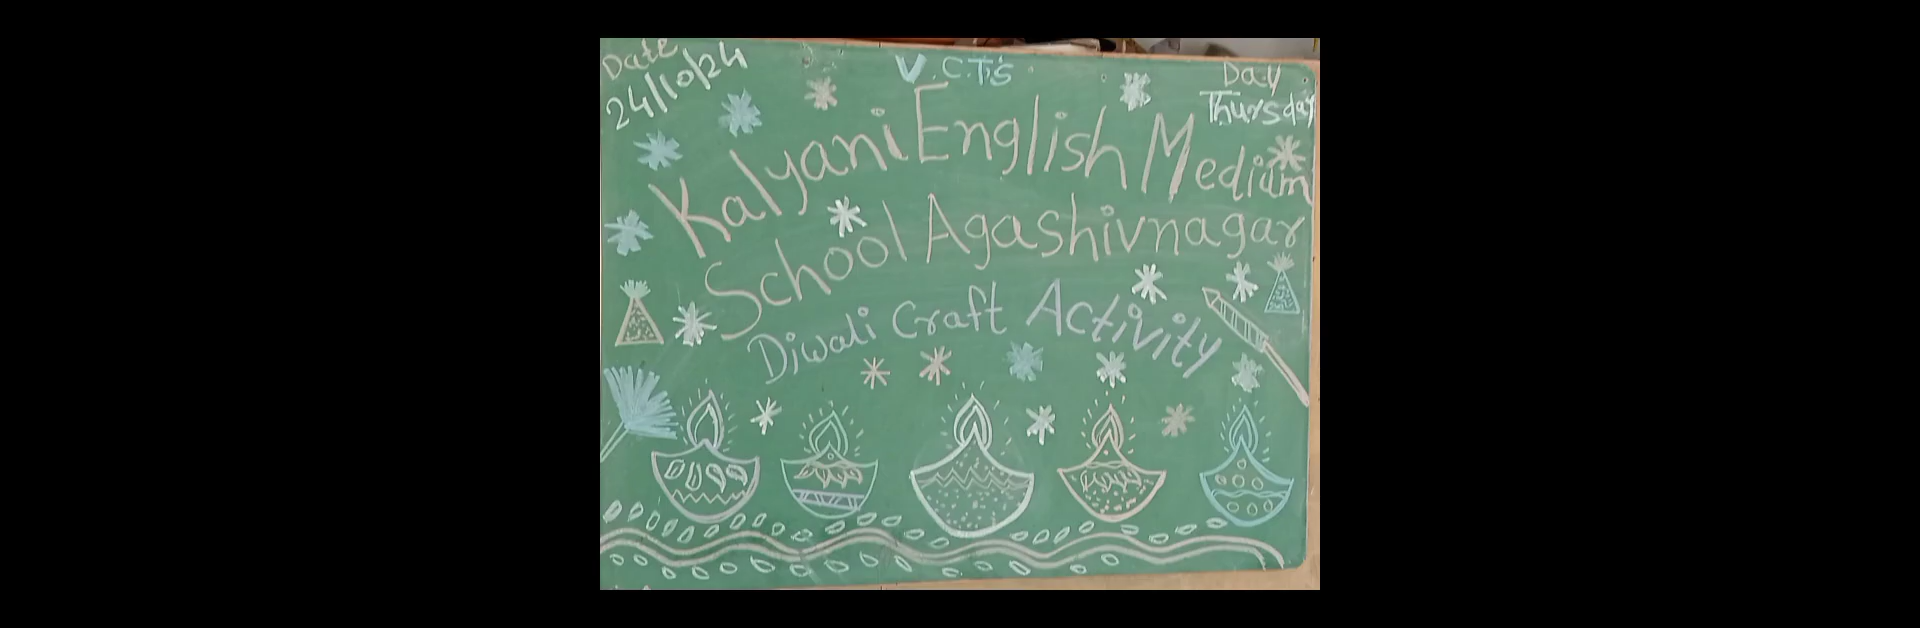 Date
24/10/24
V.C.T's
Day
Thursday
Kalyani English Medium
School Agashivnagar
Diwali Craft Activity